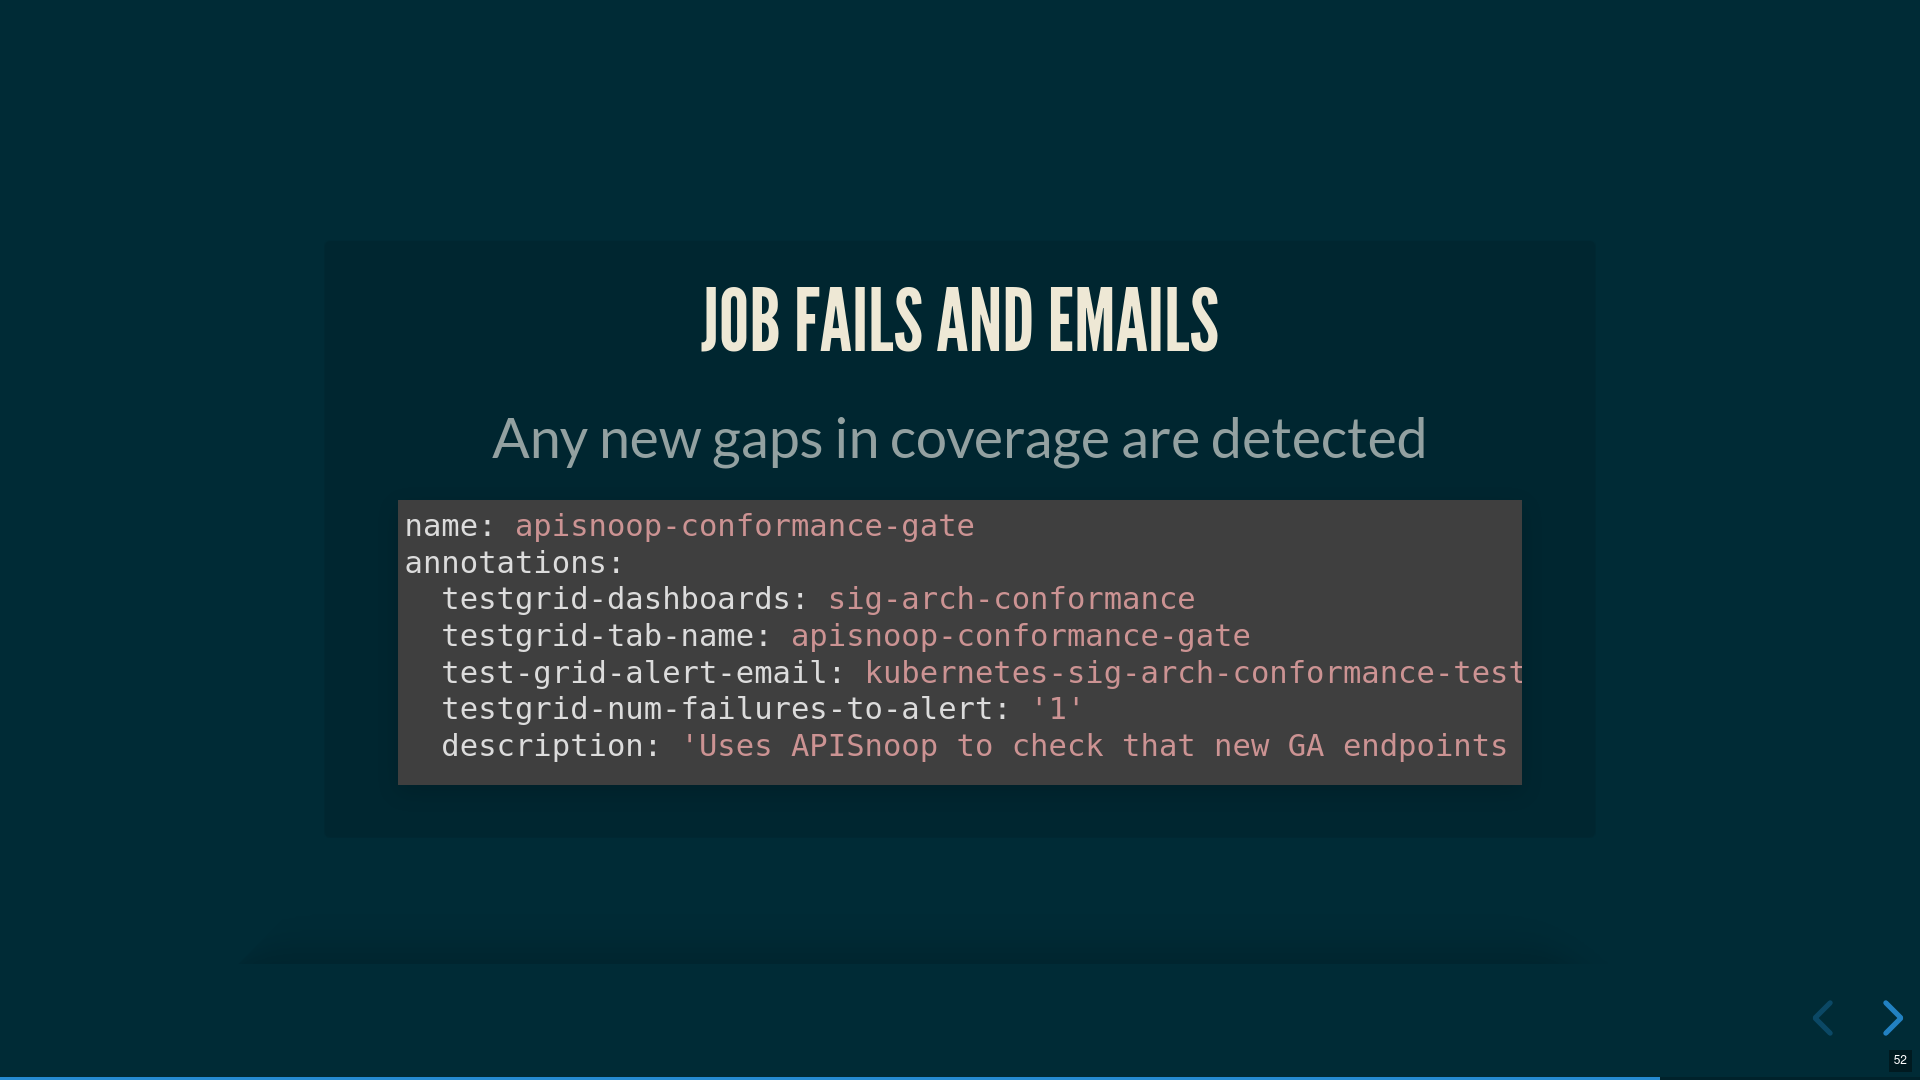 JOB FAILS AND EMAILS
Any new gaps in coverage are detected
name: apisnoop-conformance-gate
annotations:
  testgrid-dashboards: sig-arch-conformance
  testgrid-tab-name: apisnoop-conformance-gate
  test-grid-alert-email: kubernetes-sig-arch-conformance-test
  testgrid-num-failures-to-alert: '1'
  description: 'Uses APISnoop to check that new GA endpoints
52